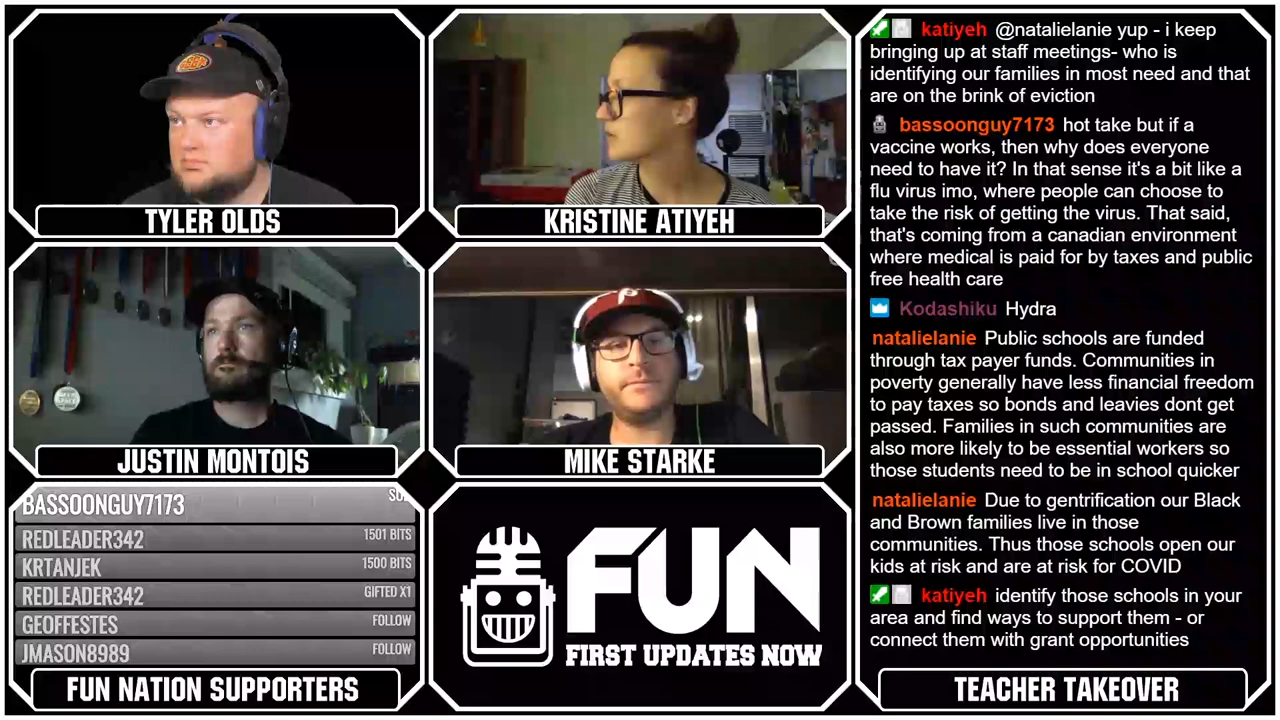 TYLER OLDS
KRISTINE ATIYEH
JUSTIN MONTOIS
MIKE STARKE
BASSOONGUY7173
REDLEADER342 1501 BITS
KRTANJEK 1500 BITS
REDLEADER342 GIFTED X1
GEOFFESTES FOLLOW
JMASON8989 FOLLOW
FUN NATION SUPPORTERS
FUN
FIRST UPDATES NOW
katiyeh @natalielanie yup - i keep
bringing up at staff meetings- who is
identifying our families in most need and that
are on the brink of eviction
bassoonguy7173 hot take but if a
vaccine works, then why does everyone
need to have it? In that sense it's a bit like a
flu virus imo, where people can choose to
take the risk of getting the virus. That said,
that's coming from a canadian environment
where medical is paid for by taxes and public
free health care
Kodashiku Hydra
natalielanie Public schools are funded
through tax payer funds. Communities in
poverty generally have less financial freedom
to pay taxes so bonds and leavies dont get
passed. Families in such communities are
also more likely to be essential workers so
those students need to be in school quicker
natalielanie Due to gentrification our Black
and Brown families live in those
communities. Thus those schools open our
kids at risk and are at risk for COVID
katiyeh identify those schools in your
area and find ways to support them - or
connect them with grant opportunities
TEACHER TAKEOVER